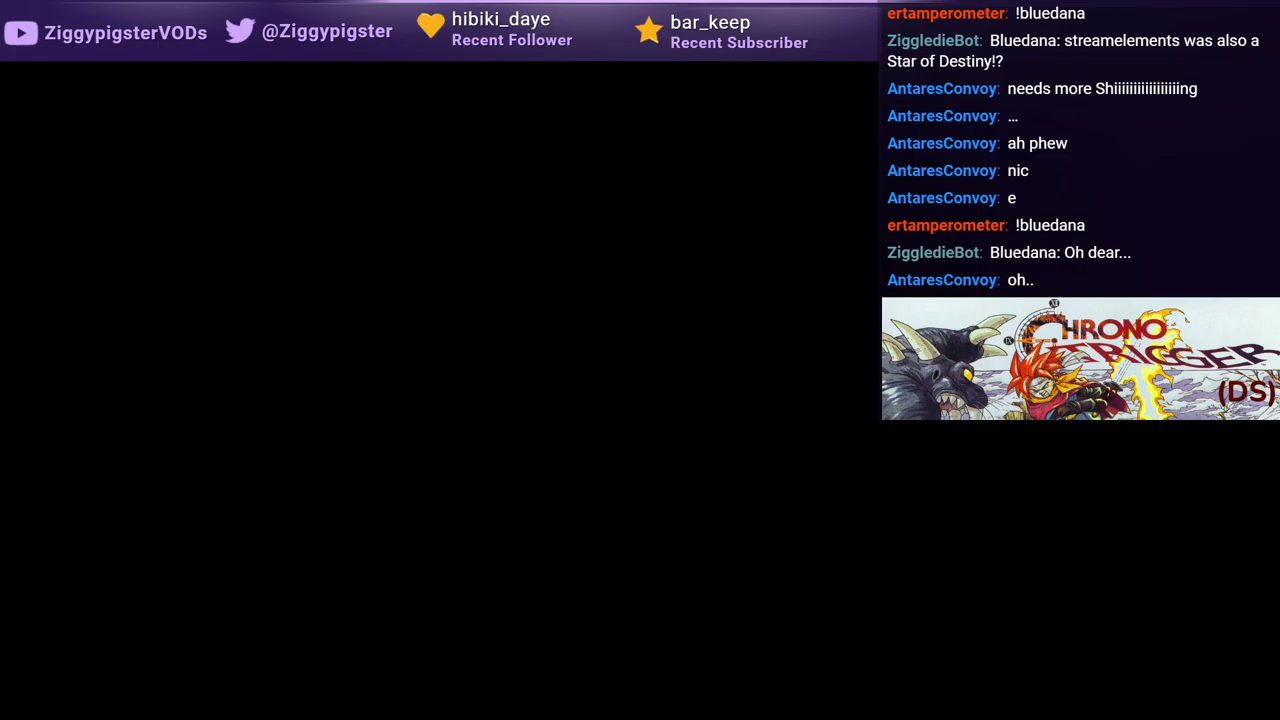 ZiggypigsterVODs
@Ziggypigster
hibiki_daye
Recent Follower
bar_keep
Recent Subscriber
ertamperometer: !bluedana
ZiggledieBot: Bluedana: streamelements was also a
Star of Destiny!?
AntaresConvoy: needs more Shiiiiiiiiiiiiiiiing
AntaresConvoy: ...
AntaresConvoy: ah phew
AntaresConvoy: nic
AntaresConvoy: e
ertamperometer: !bluedana
ZiggledieBot: Bluedana: Oh dear...
AntaresConvoy: oh..
CHRONO
TRIGGER
(DS)